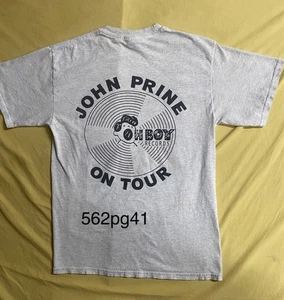 JOHN PRINE
OH BOY
RECORDS
ON TOUR
562pg41